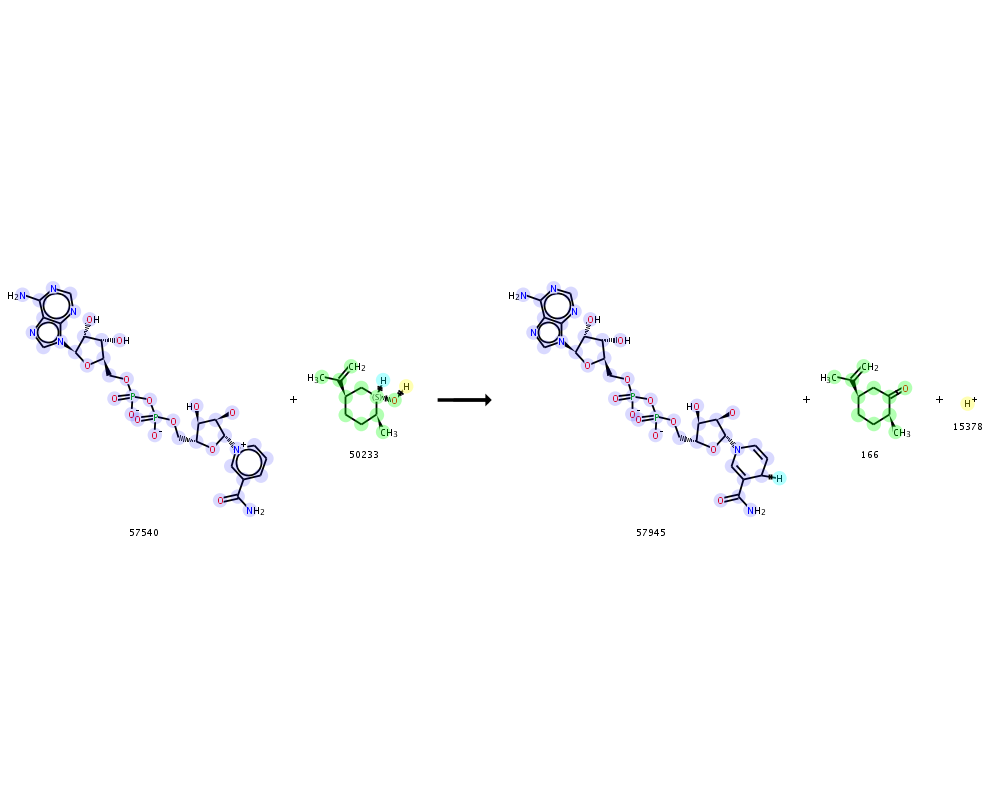 H₂N N N N N OH OH O O P O O⁻ O P O O⁻ O HO O N⁺ O NH₂
57540
+
H₃C CH₂ H (S) O H CH₃
50233
H₂N N N N N OH OH O O P O O⁻ O P O O⁻ O HO O N H O NH₂
57945
+
H₃C CH₂ O CH₃
166
+
H⁺
15378